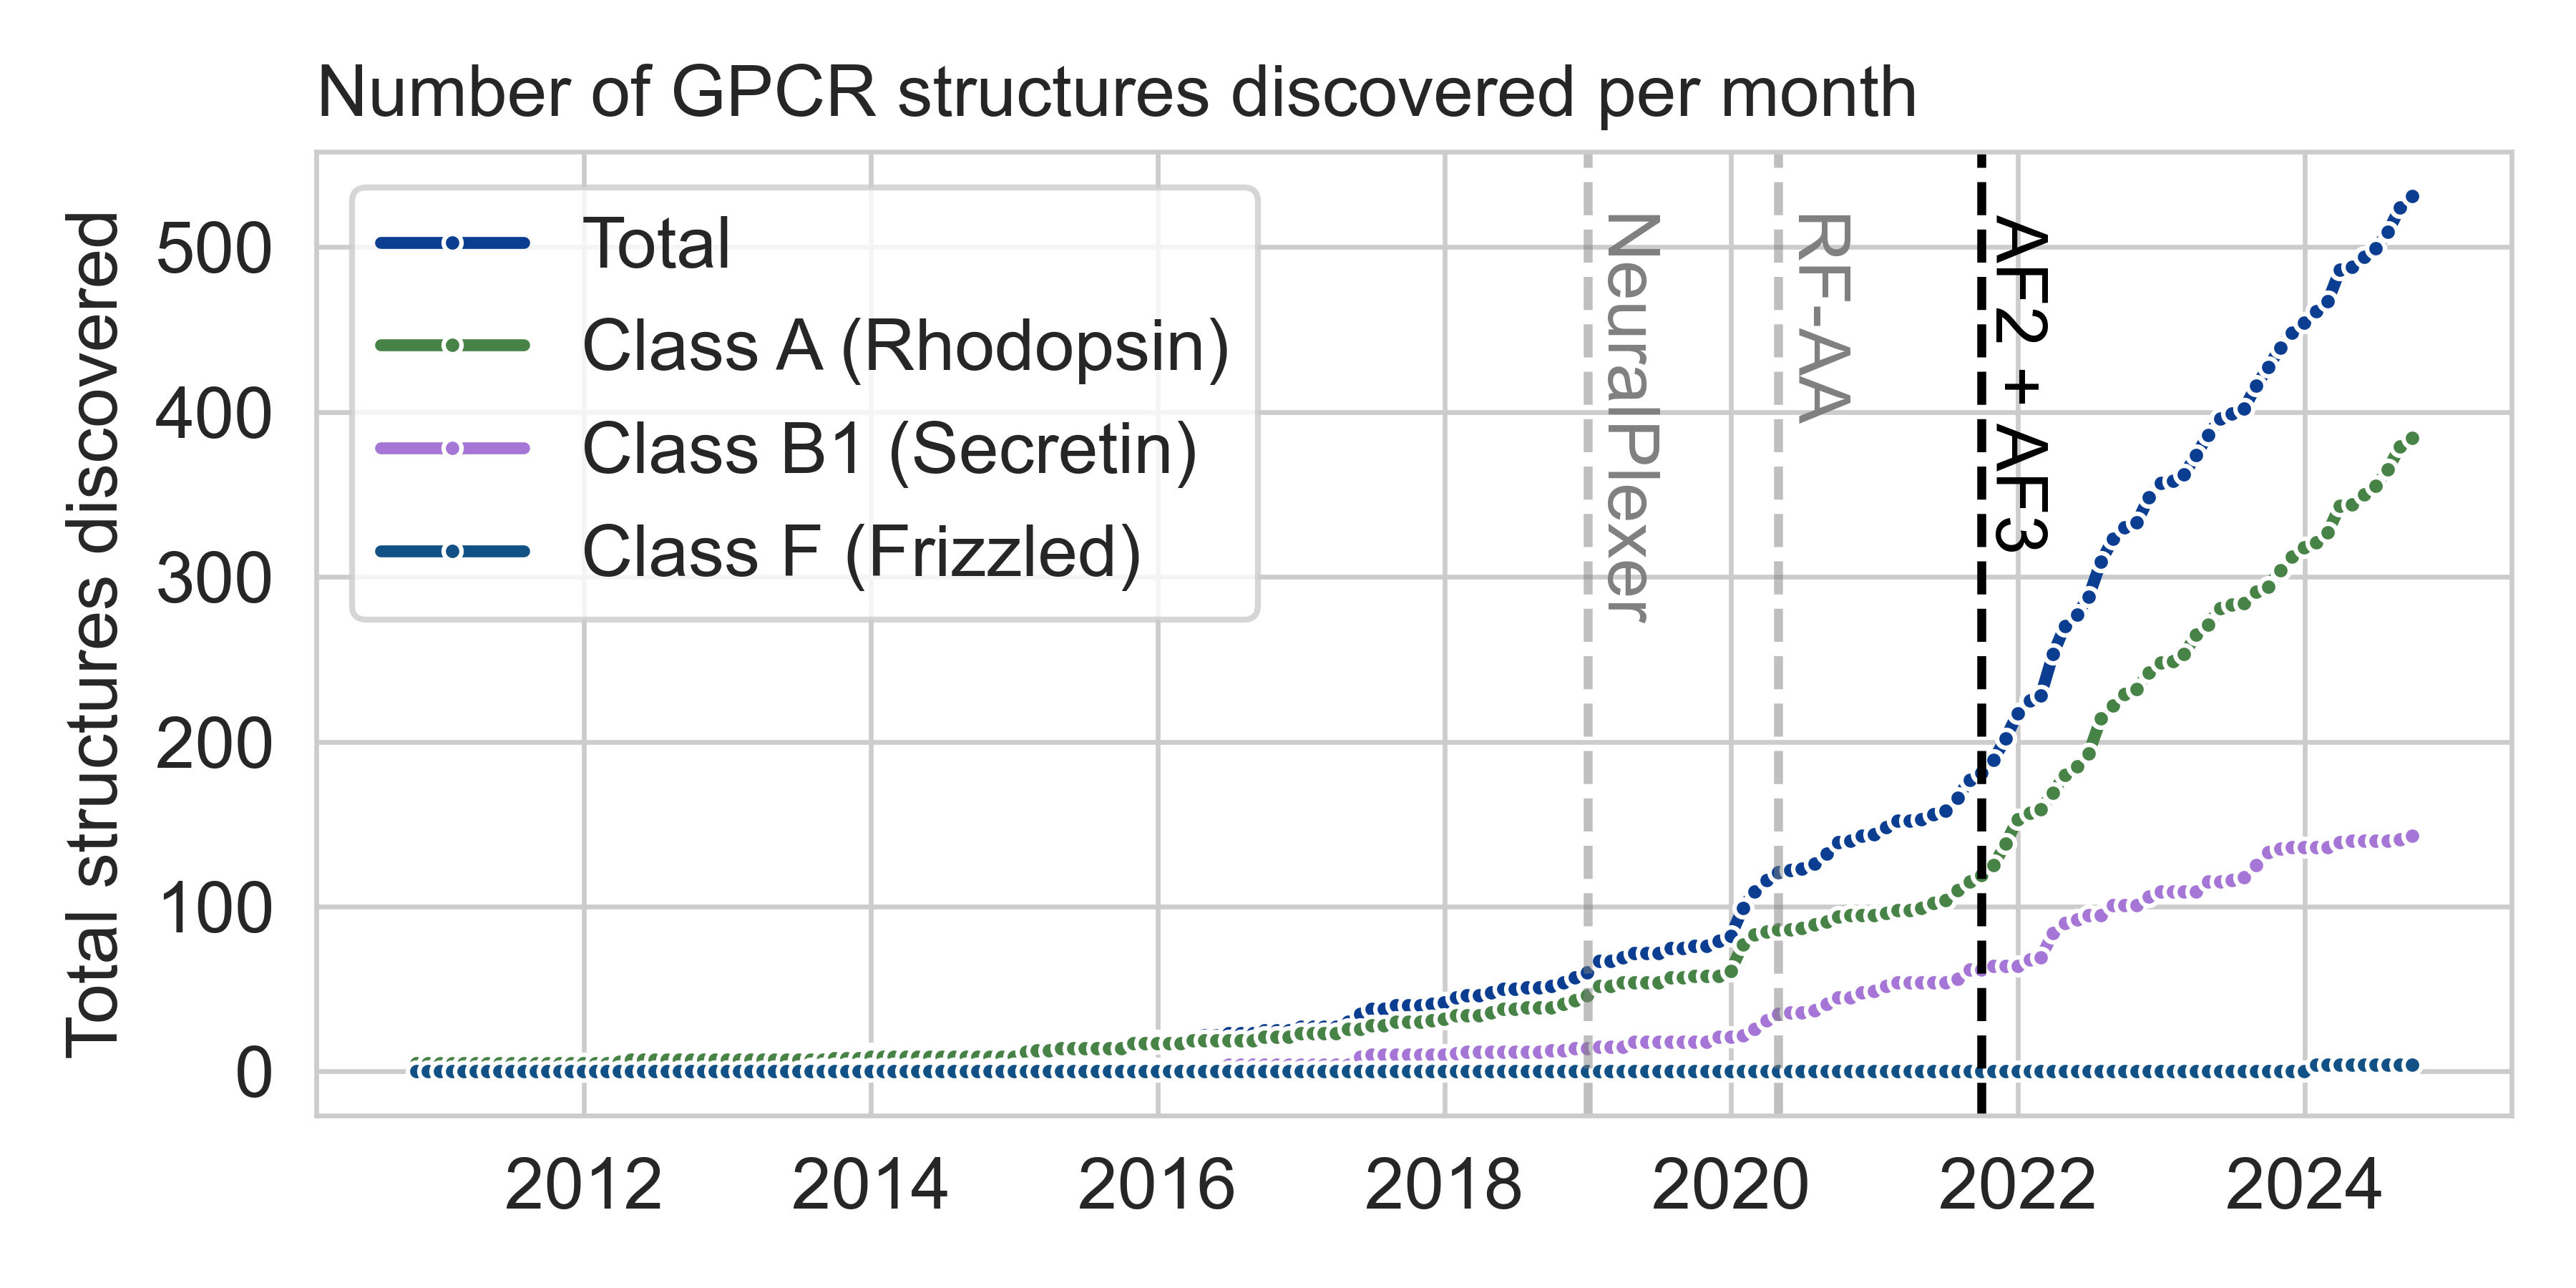 Number of GPCR structures discovered per month
Total structures discovered
500
400
300
200
100
0
Total
Class A (Rhodopsin)
Class B1 (Secretin)
Class F (Frizzled)
NeuralPlexer
RF-AA
AF2 + AF3
2012
2014
2016
2018
2020
2022
2024